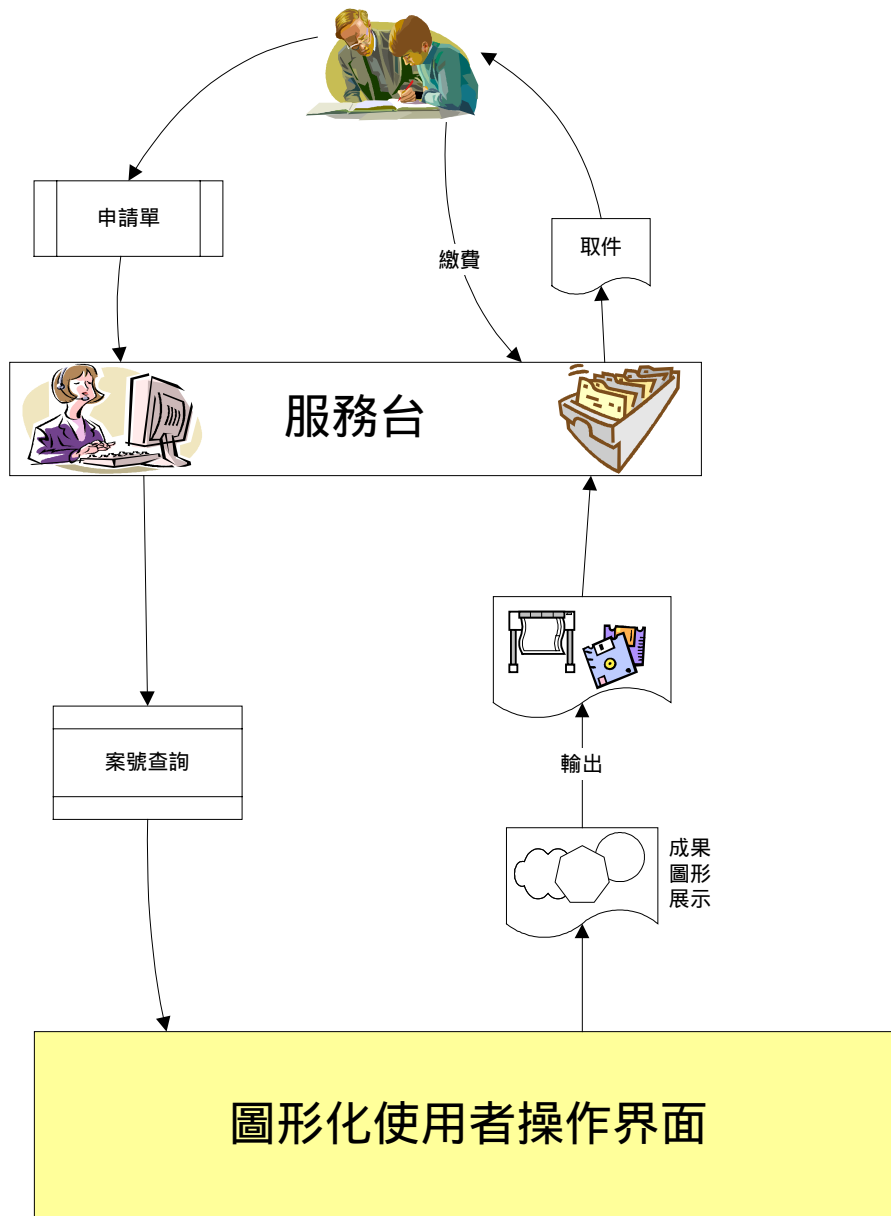 申請單
繳費
取件
服務台
案號查詢
輸出
成果
圖形
展示
圖形化使用者操作界面